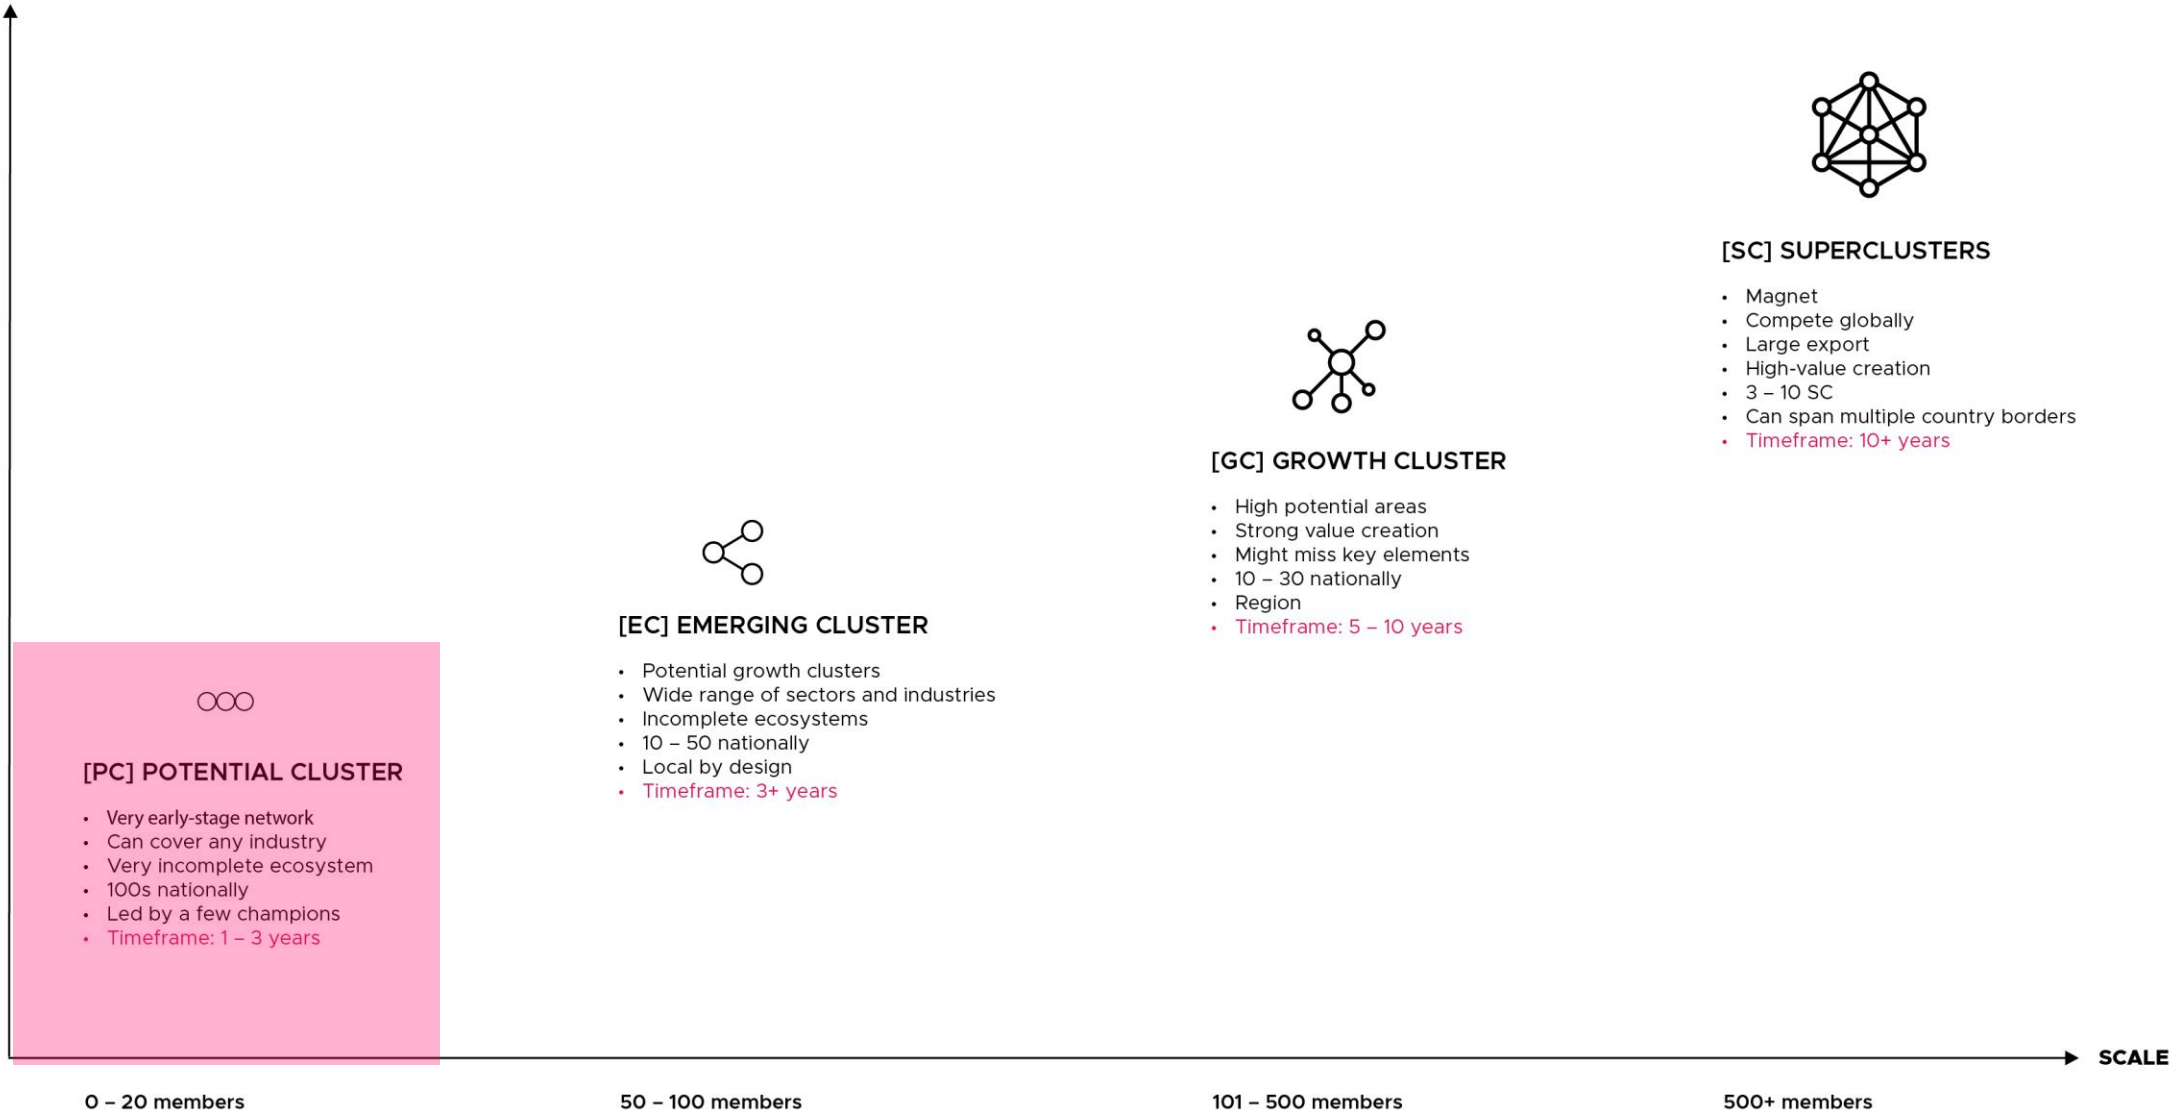 [SC] SUPERCLUSTERS
• Magnet
• Compete globally
• Large export
• High-value creation
• 3 – 10 SC
• Can span multiple country borders
• Timeframe: 10+ years
[GC] GROWTH CLUSTER
• High potential areas
• Strong value creation
• Might miss key elements
• 10 – 30 nationally
• Region
• Timeframe: 5 – 10 years
[EC] EMERGING CLUSTER
• Potential growth clusters
• Wide range of sectors and industries
• Incomplete ecosystems
• 10 – 50 nationally
• Local by design
• Timeframe: 3+ years
[PC] POTENTIAL CLUSTER
• Very early-stage network
• Can cover any industry
• Very incomplete ecosystem
• 100s nationally
• Led by a few champions
• Timeframe: 1 – 3 years
SCALE
0 – 20 members
50 – 100 members
101 – 500 members
500+ members